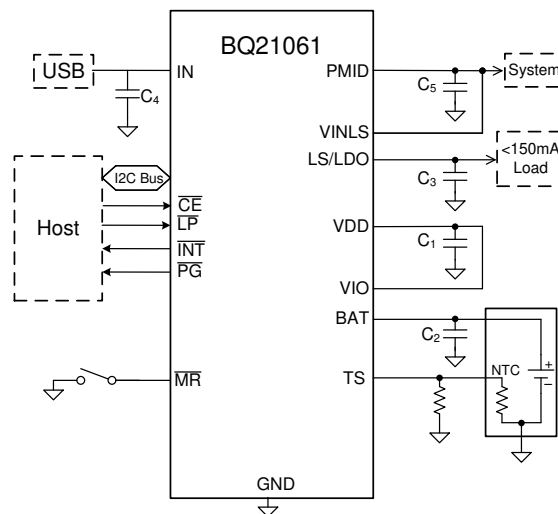 BQ21061
USB
IN
PMID
System
C4
C5
VINLS
<150mA
Load
LS/LDO
I2C Bus
C3
Host
CE
LP
INT
PG
VDD
C1
VIO
BAT
C2
NTC
+
−
MR
TS
GND